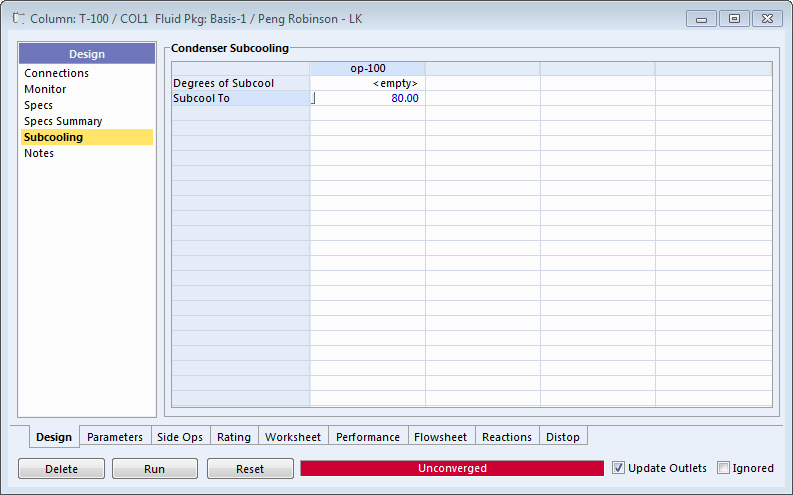 Column: T-100 / COL1 Fluid Pkg: Basis-1 / Peng Robinson - LK
Design
Connections
Monitor
Specs
Specs Summary
Subcooling
Notes
Condenser Subcooling
op-100
Degrees of Subcool <empty>
Subcool To 80.00
Design Parameters Side Ops Rating Worksheet Performance Flowsheet Reactions Distop
Delete Run Reset Unconverged Update Outlets Ignored